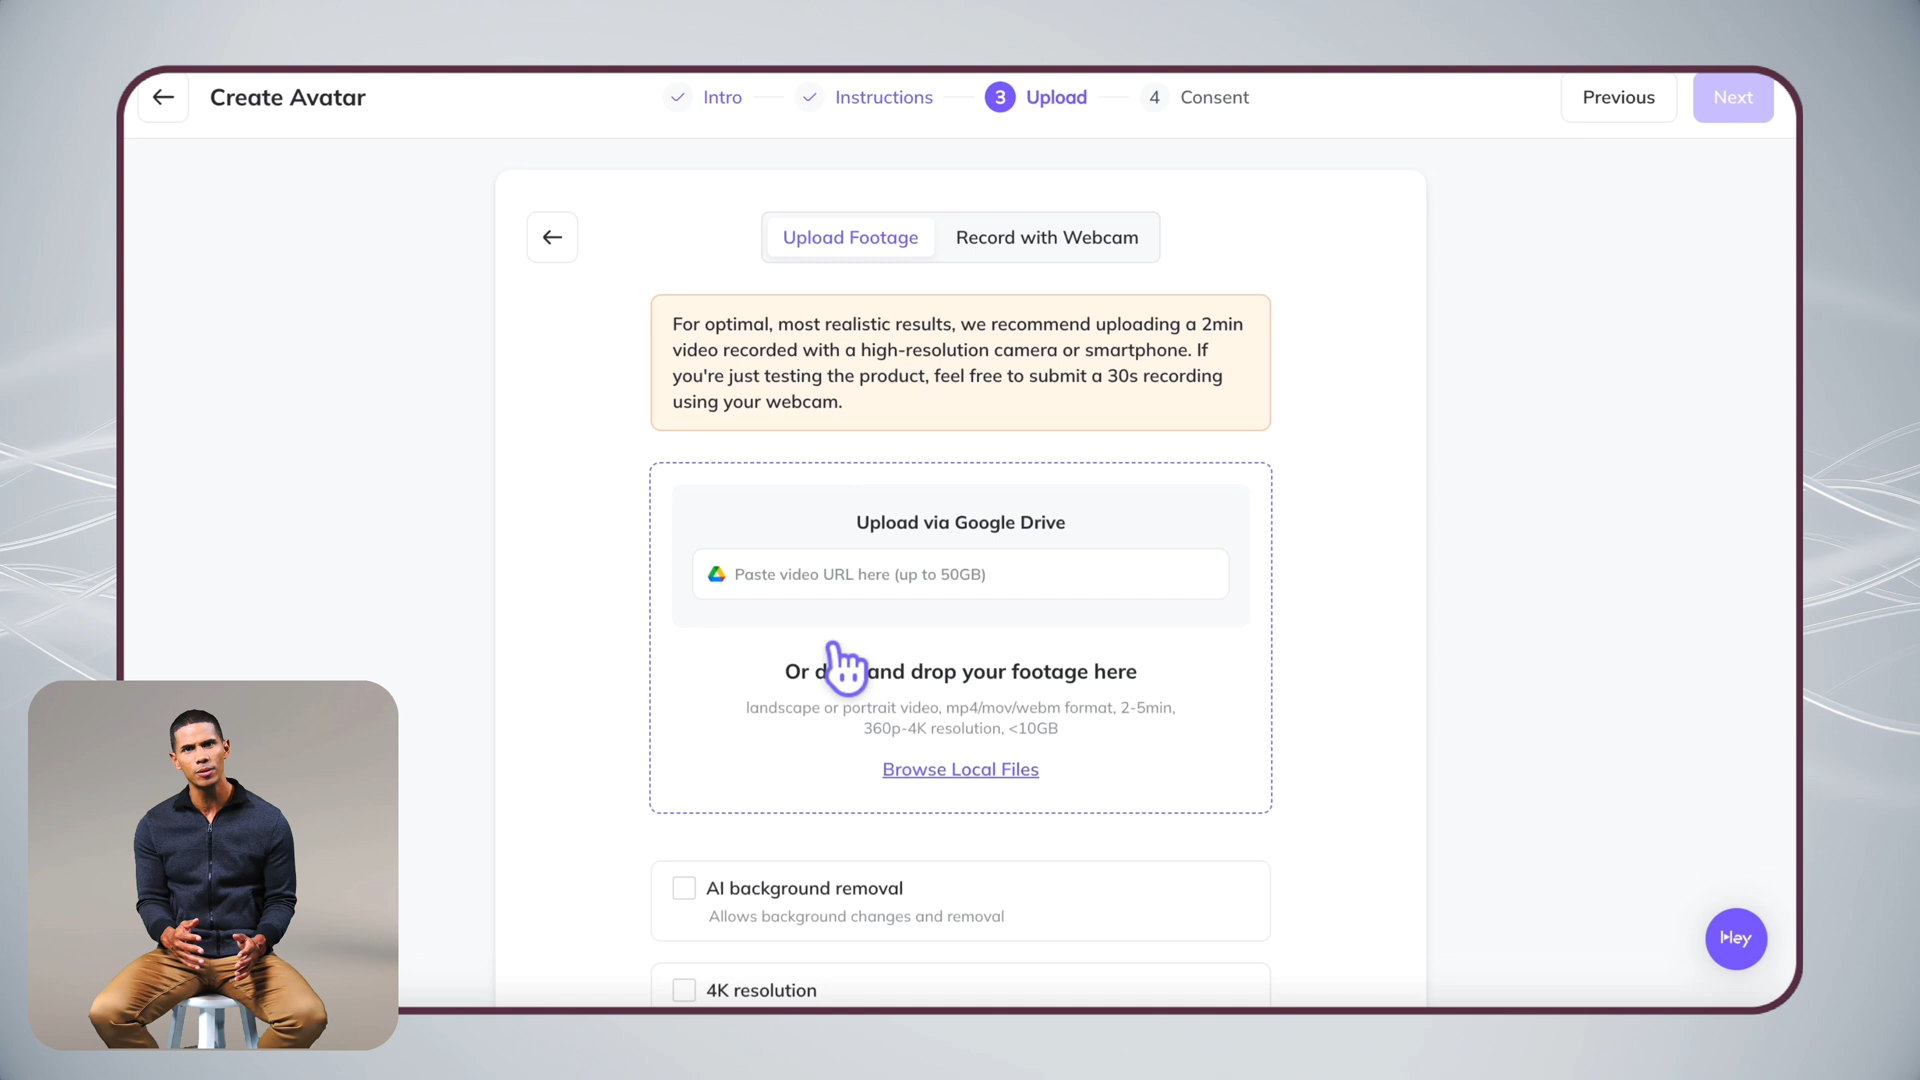 Create Avatar
Intro
Instructions
3 Upload
4 Consent
Previous
Next
Upload Footage
Record with Webcam
For optimal, most realistic results, we recommend uploading a 2min
video recorded with a high-resolution camera or smartphone. If
you're just testing the product, feel free to submit a 30s recording
using your webcam.
Upload via Google Drive
Paste video URL here (up to 50GB)
Or and drop your footage here
landscape or portrait video, mp4/mov/webm format, 2-5min,
360p-4K resolution, <10GB
Browse Local Files
AI background removal
Allows background changes and removal
4K resolution
Hey